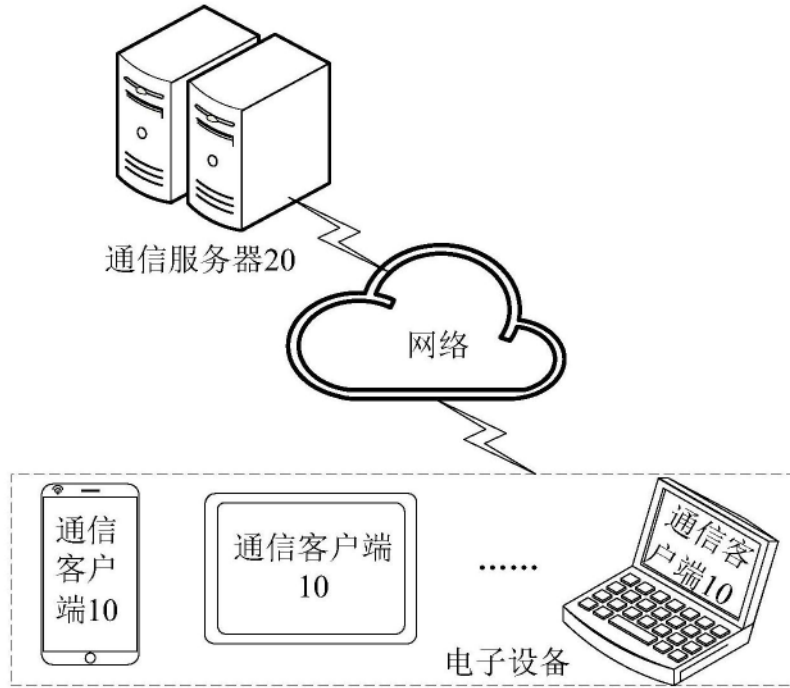 通信服务器20
网络
通信
客户
端10
通信客户端
10
......
通信客
户端10
电子设备